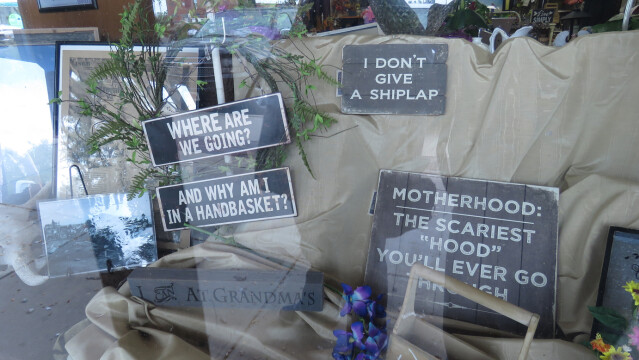 I DON'T
GIVE
A SHIPLAP
WHERE ARE
WE GOING?
AND WHY AM I
IN A HANDBASKET?
MOTHERHOOD:
THE SCARIEST
"HOOD"
YOU'LL EVER GO
AT GRANDMA'S
SIMPLY